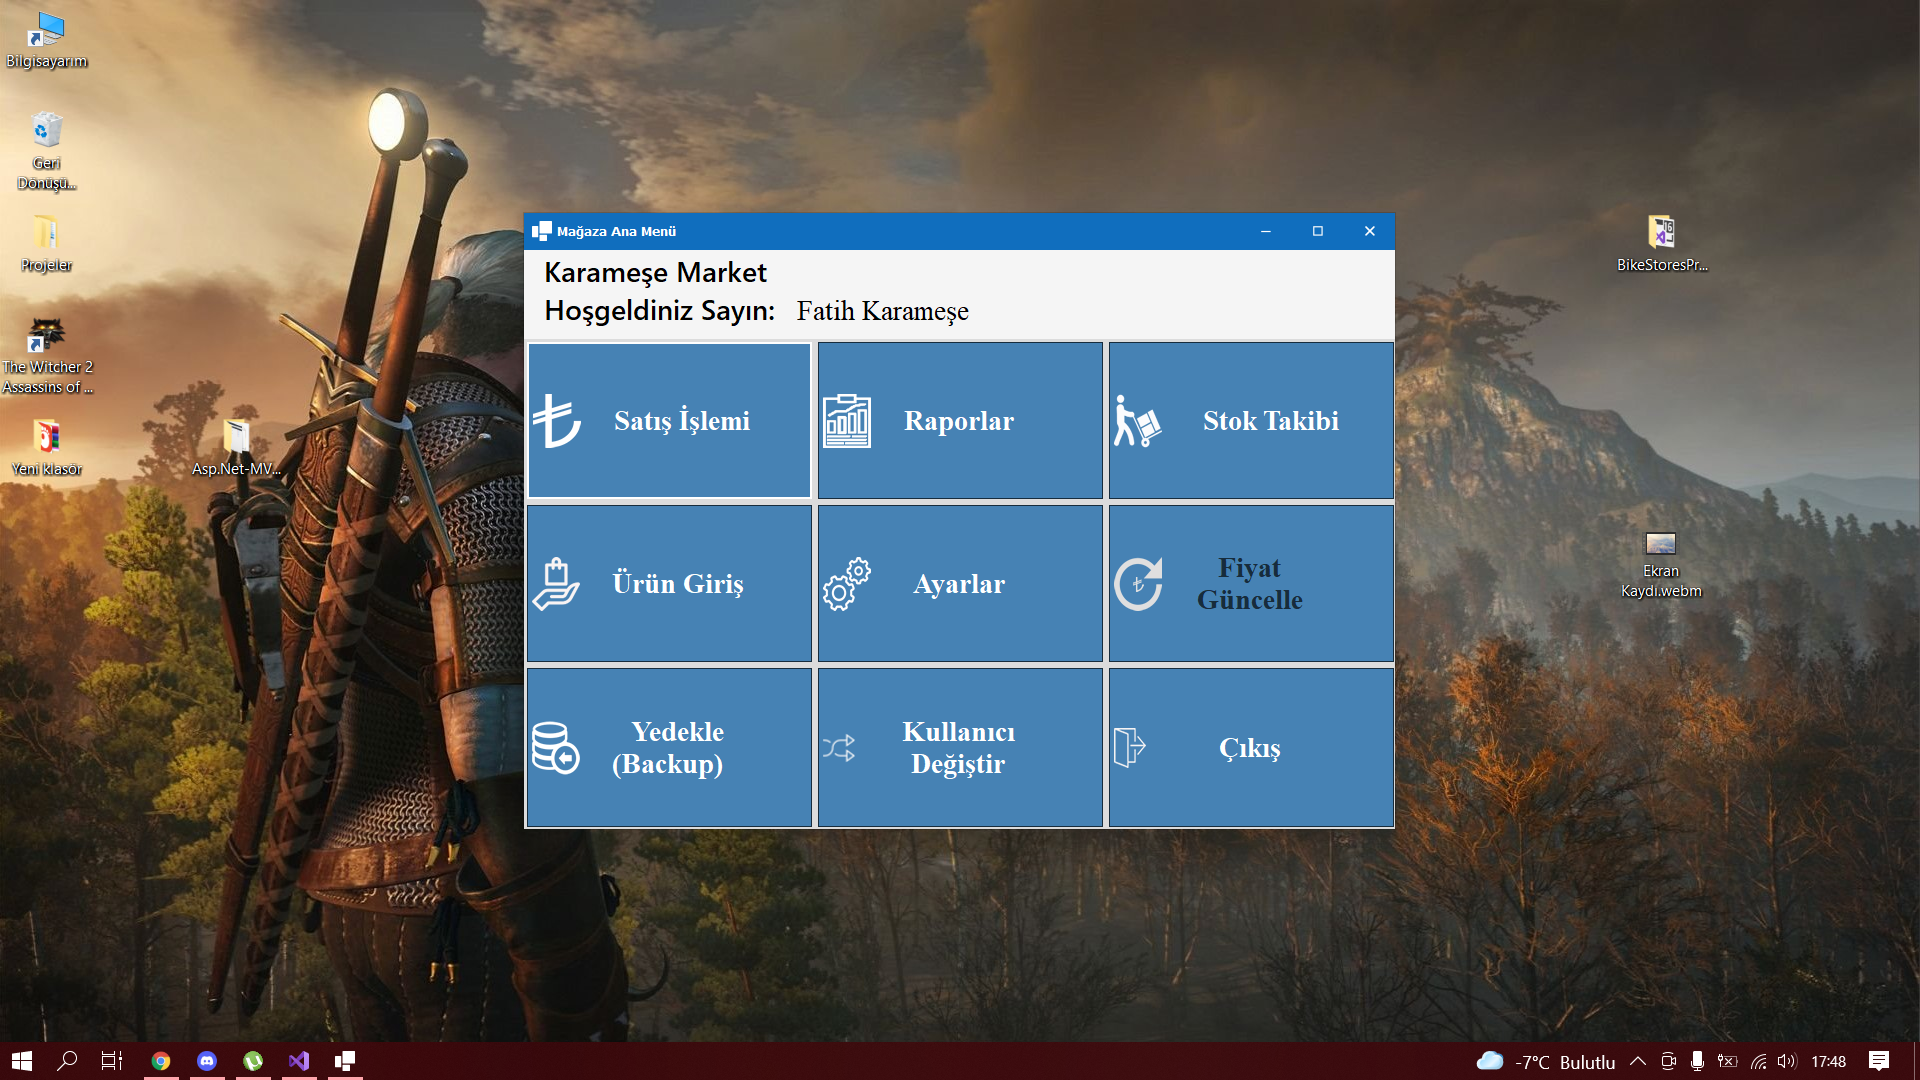 Bilgisayarım
Geri
Dönüşü...
Projeler
The Witcher 2
Assassins of ...
Yeni klasör
Asp.Net-MV...
Mağaza Ana Menü
Karameşe Market
Hoşgeldiniz Sayın: Fatih Karameşe
Satış İşlemi
Raporlar
Stok Takibi
Ürün Giriş
Ayarlar
Fiyat
Güncelle
Yedekle
(Backup)
Kullanıcı
Değiştir
Çıkış
BikeStoresPr...
Ekran
Kaydı.webm
-7°C Bulutlu
17:48